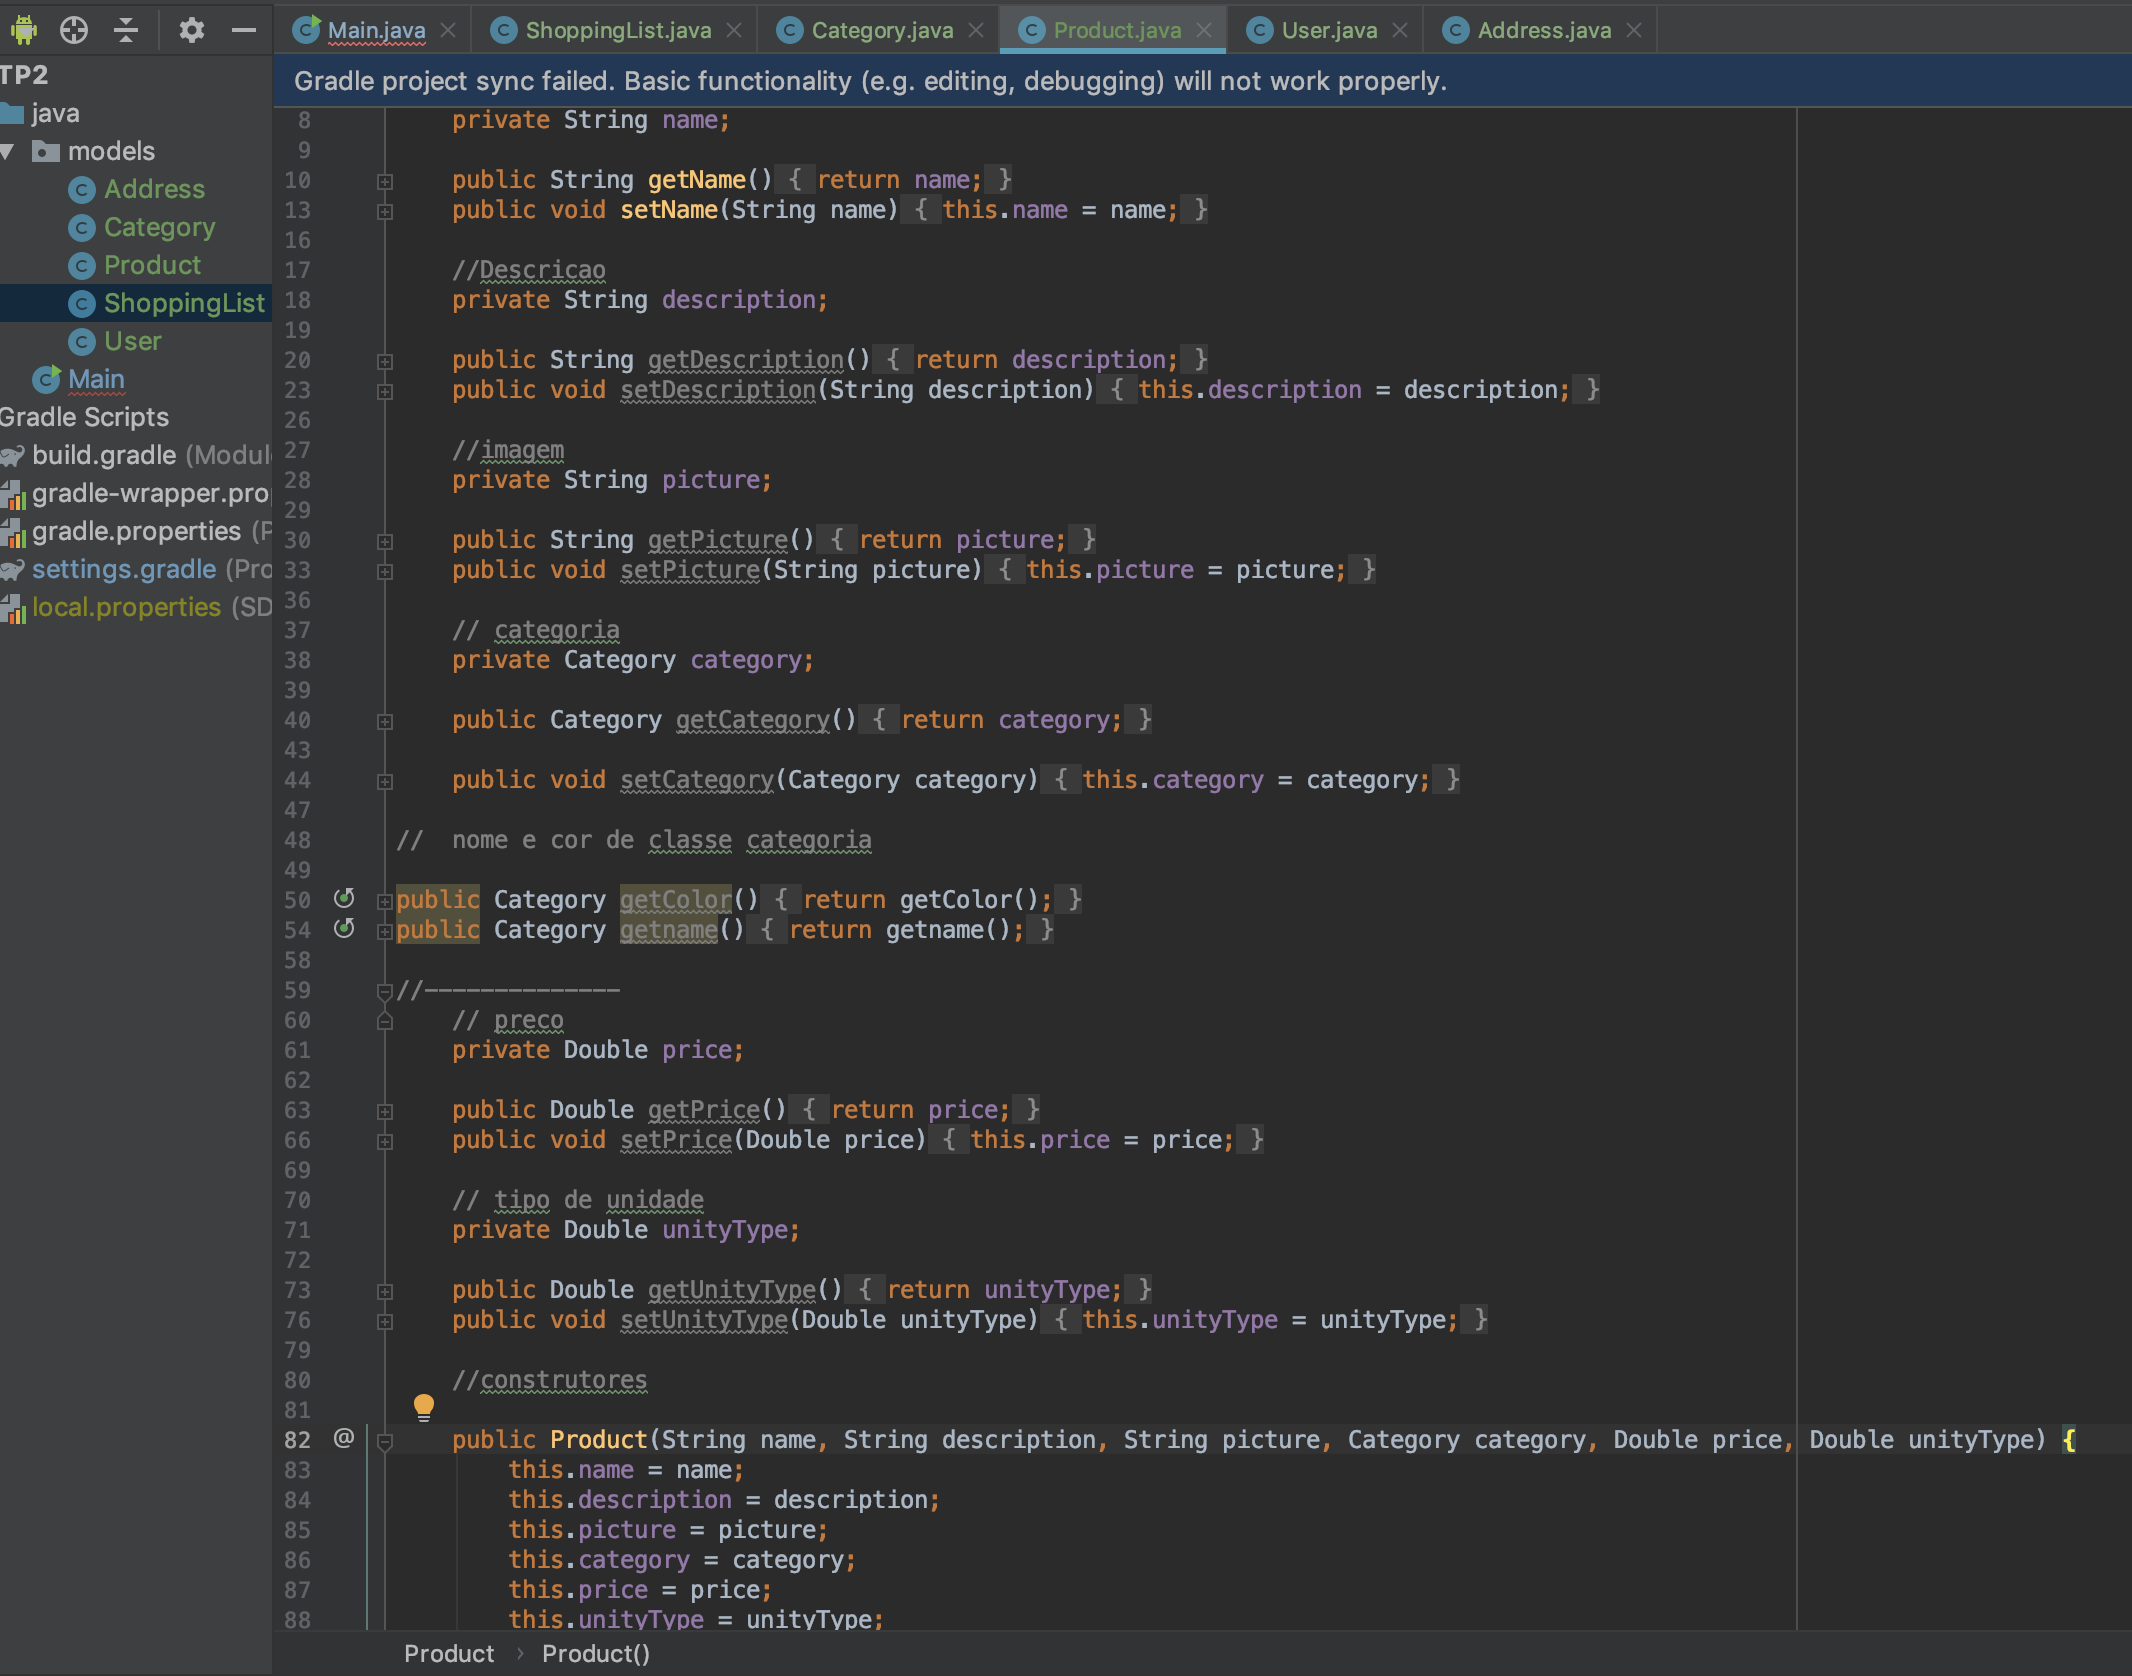 Main.java
ShoppingList.java
Category.java
Product.java
User.java
Address.java
TP2
java
models
Address
Category
Product
ShoppingList
User
Main
Gradle Scripts
build.gradle (Modul
gradle-wrapper.pro
gradle.properties (P
settings.gradle (Pro
local.properties (SD
Gradle project sync failed. Basic functionality (e.g. editing, debugging) will not work properly.
8 private String name;
9
10 public String getName() { return name; }
13 public void setName(String name) { this.name = name; }
16
17 //Descricao
18 private String description;
19
20 public String getDescription() { return description; }
23 public void setDescription(String description) { this.description = description; }
26
27 //imagem
28 private String picture;
29
30 public String getPicture() { return picture; }
33 public void setPicture(String picture) { this.picture = picture; }
36
37 // categoria
38 private Category category;
39
40 public Category getCategory() { return category; }
43
44 public void setCategory(Category category) { this.category = category; }
47
48 // nome e cor de classe categoria
49
50 public Category getColor() { return getColor(); }
54 public Category getname() { return getname(); }
58
59 //--------------
60 // preco
61 private Double price;
62
63 public Double getPrice() { return price; }
66 public void setPrice(Double price) { this.price = price; }
69
70 // tipo de unidade
71 private Double unityType;
72
73 public Double getUnityType() { return unityType; }
76 public void setUnityType(Double unityType) { this.unityType = unityType; }
79
80 //construtores
81
82 @ public Product(String name, String description, String picture, Category category, Double price, Double unityType) {
83 this.name = name;
84 this.description = description;
85 this.picture = picture;
86 this.category = category;
87 this.price = price;
88 this.unityType = unityType;
Product › Product()